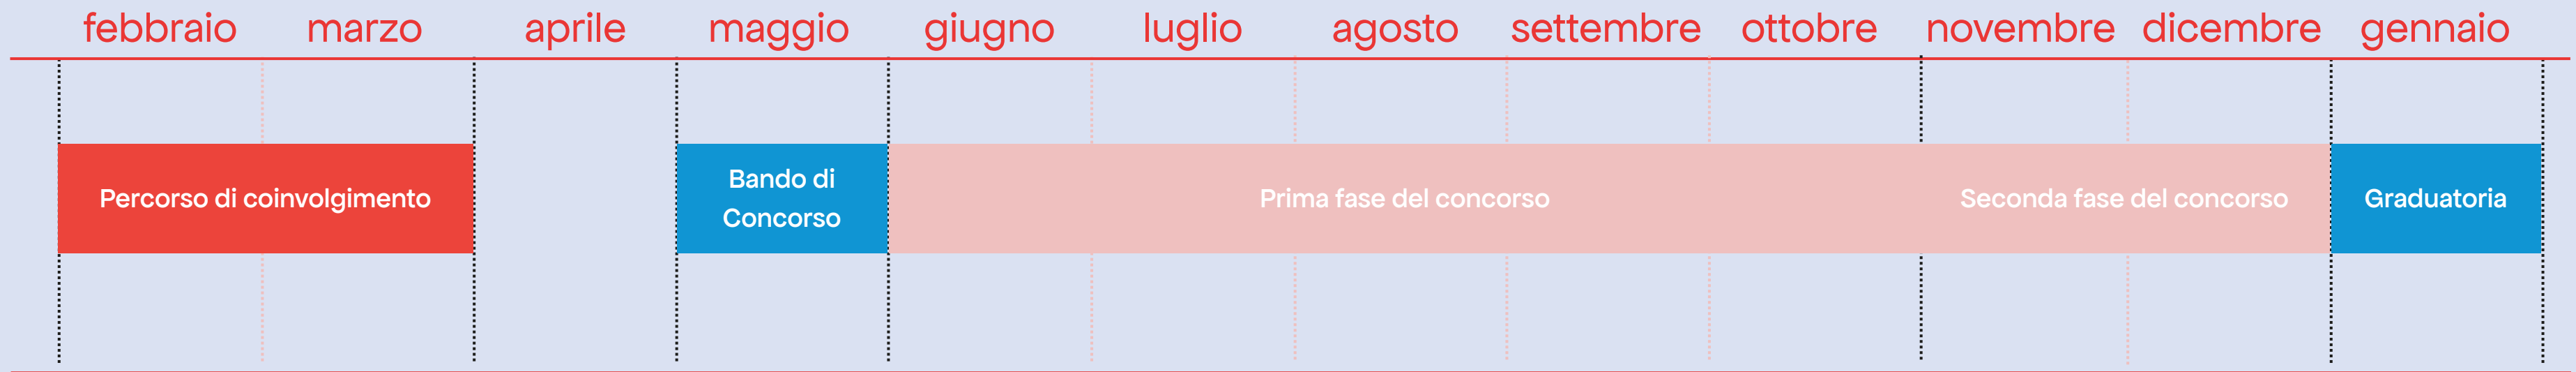 febbraio marzo aprile maggio giugno luglio agosto settembre ottobre novembre dicembre gennaio
Percorso di coinvolgimento
Bando di
Concorso
Prima fase del concorso
Seconda fase del concorso
Graduatoria